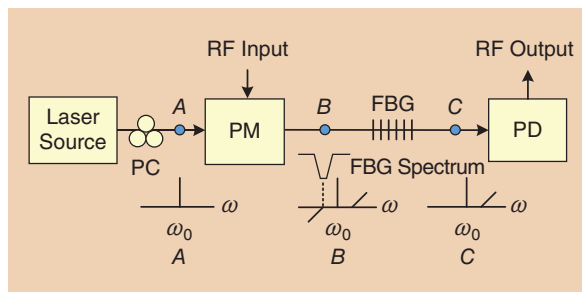 RF Input
RF Output
Laser
Source
PC
A
PM
B
FBG
C
PD
FBG Spectrum
ω
ω
ω
ω0
ω0
ω0
A
B
C